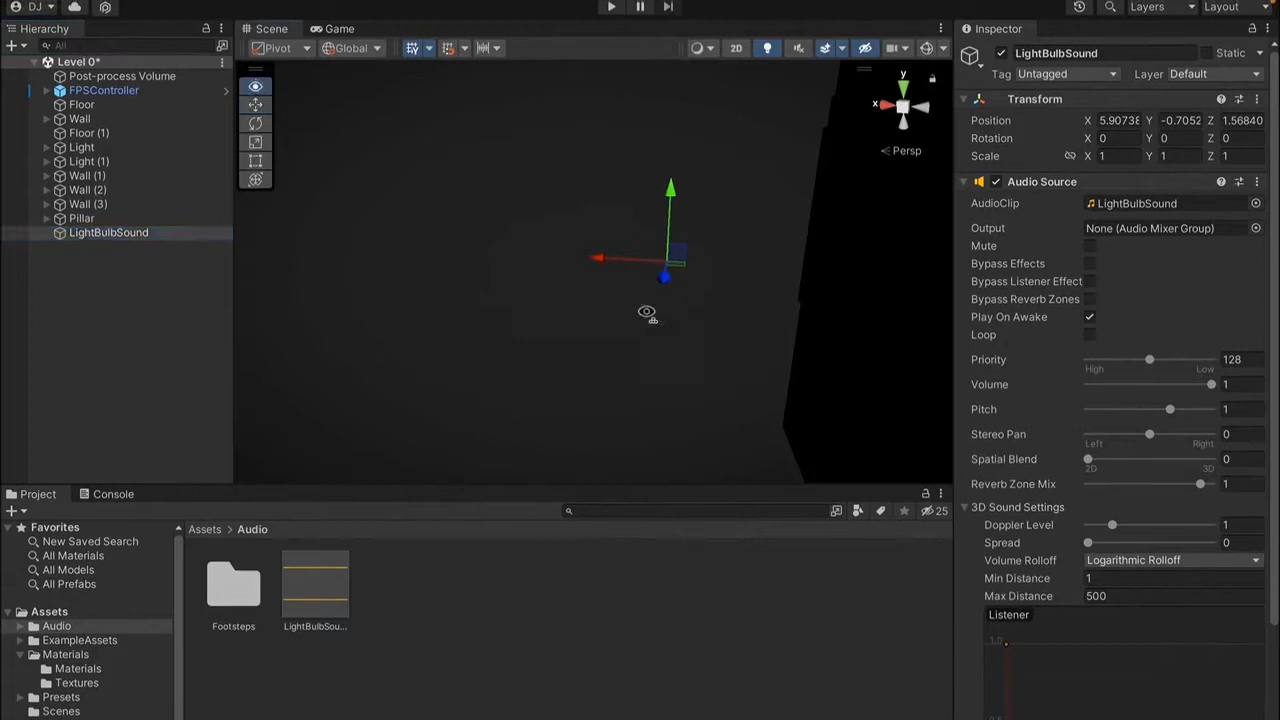 DJ
Layers
Layout
Hierarchy
All
Level 0*
Post-process Volume
FPSController
Floor
Wall
Floor (1)
Light
Light (1)
Wall (1)
Wall (2)
Wall (3)
Pillar
LightBulbSound
Scene
Game
Pivot
Global
2D
y
x
Persp
Project
Console
25
Favorites
New Saved Search
All Materials
All Models
All Prefabs
Assets
Audio
ExampleAssets
Materials
Materials
Textures
Presets
Scenes
Assets > Audio
Footsteps
LightBulbSou...
Inspector
LightBulbSound
Static
Tag Untagged Layer Default
Transform
Position X 5.90738 Y -0.7052 Z 1.56840
Rotation X 0 Y 0 Z 0
Scale X 1 Y 1 Z 1
Audio Source
AudioClip LightBulbSound
Output None (Audio Mixer Group)
Mute
Bypass Effects
Bypass Listener Effect
Bypass Reverb Zones
Play On Awake
Loop
Priority 128
High Low
Volume 1
Pitch 1
Stereo Pan 0
Left Right
Spatial Blend 0
2D 3D
Reverb Zone Mix 1
3D Sound Settings
Doppler Level 1
Spread 0
Volume Rolloff Logarithmic Rolloff
Min Distance 1
Max Distance 500
Listener
1.0